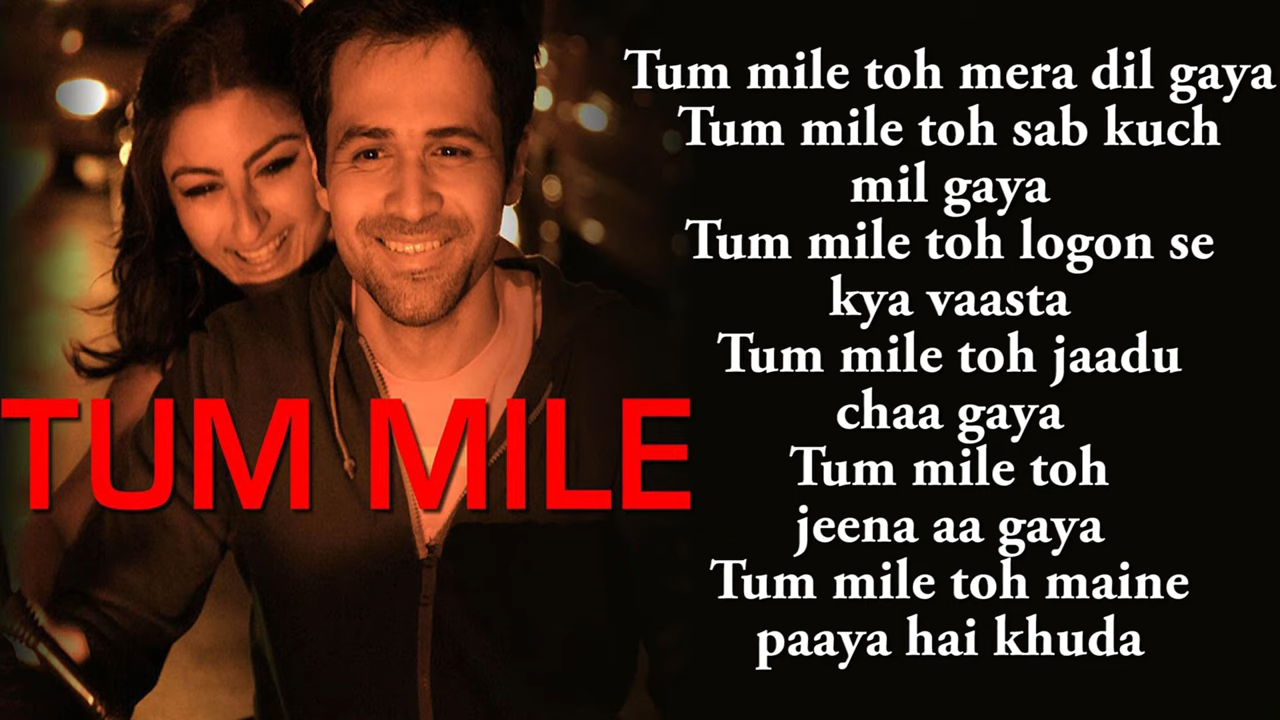 TUM MILE
Tum mile toh mera dil gaya
Tum mile toh sab kuch
mil gaya
Tum mile toh logon se
kya vaasta
Tum mile toh jaadu
chaa gaya
Tum mile toh
jeena aa gaya
Tum mile toh maine
paaya hai khuda